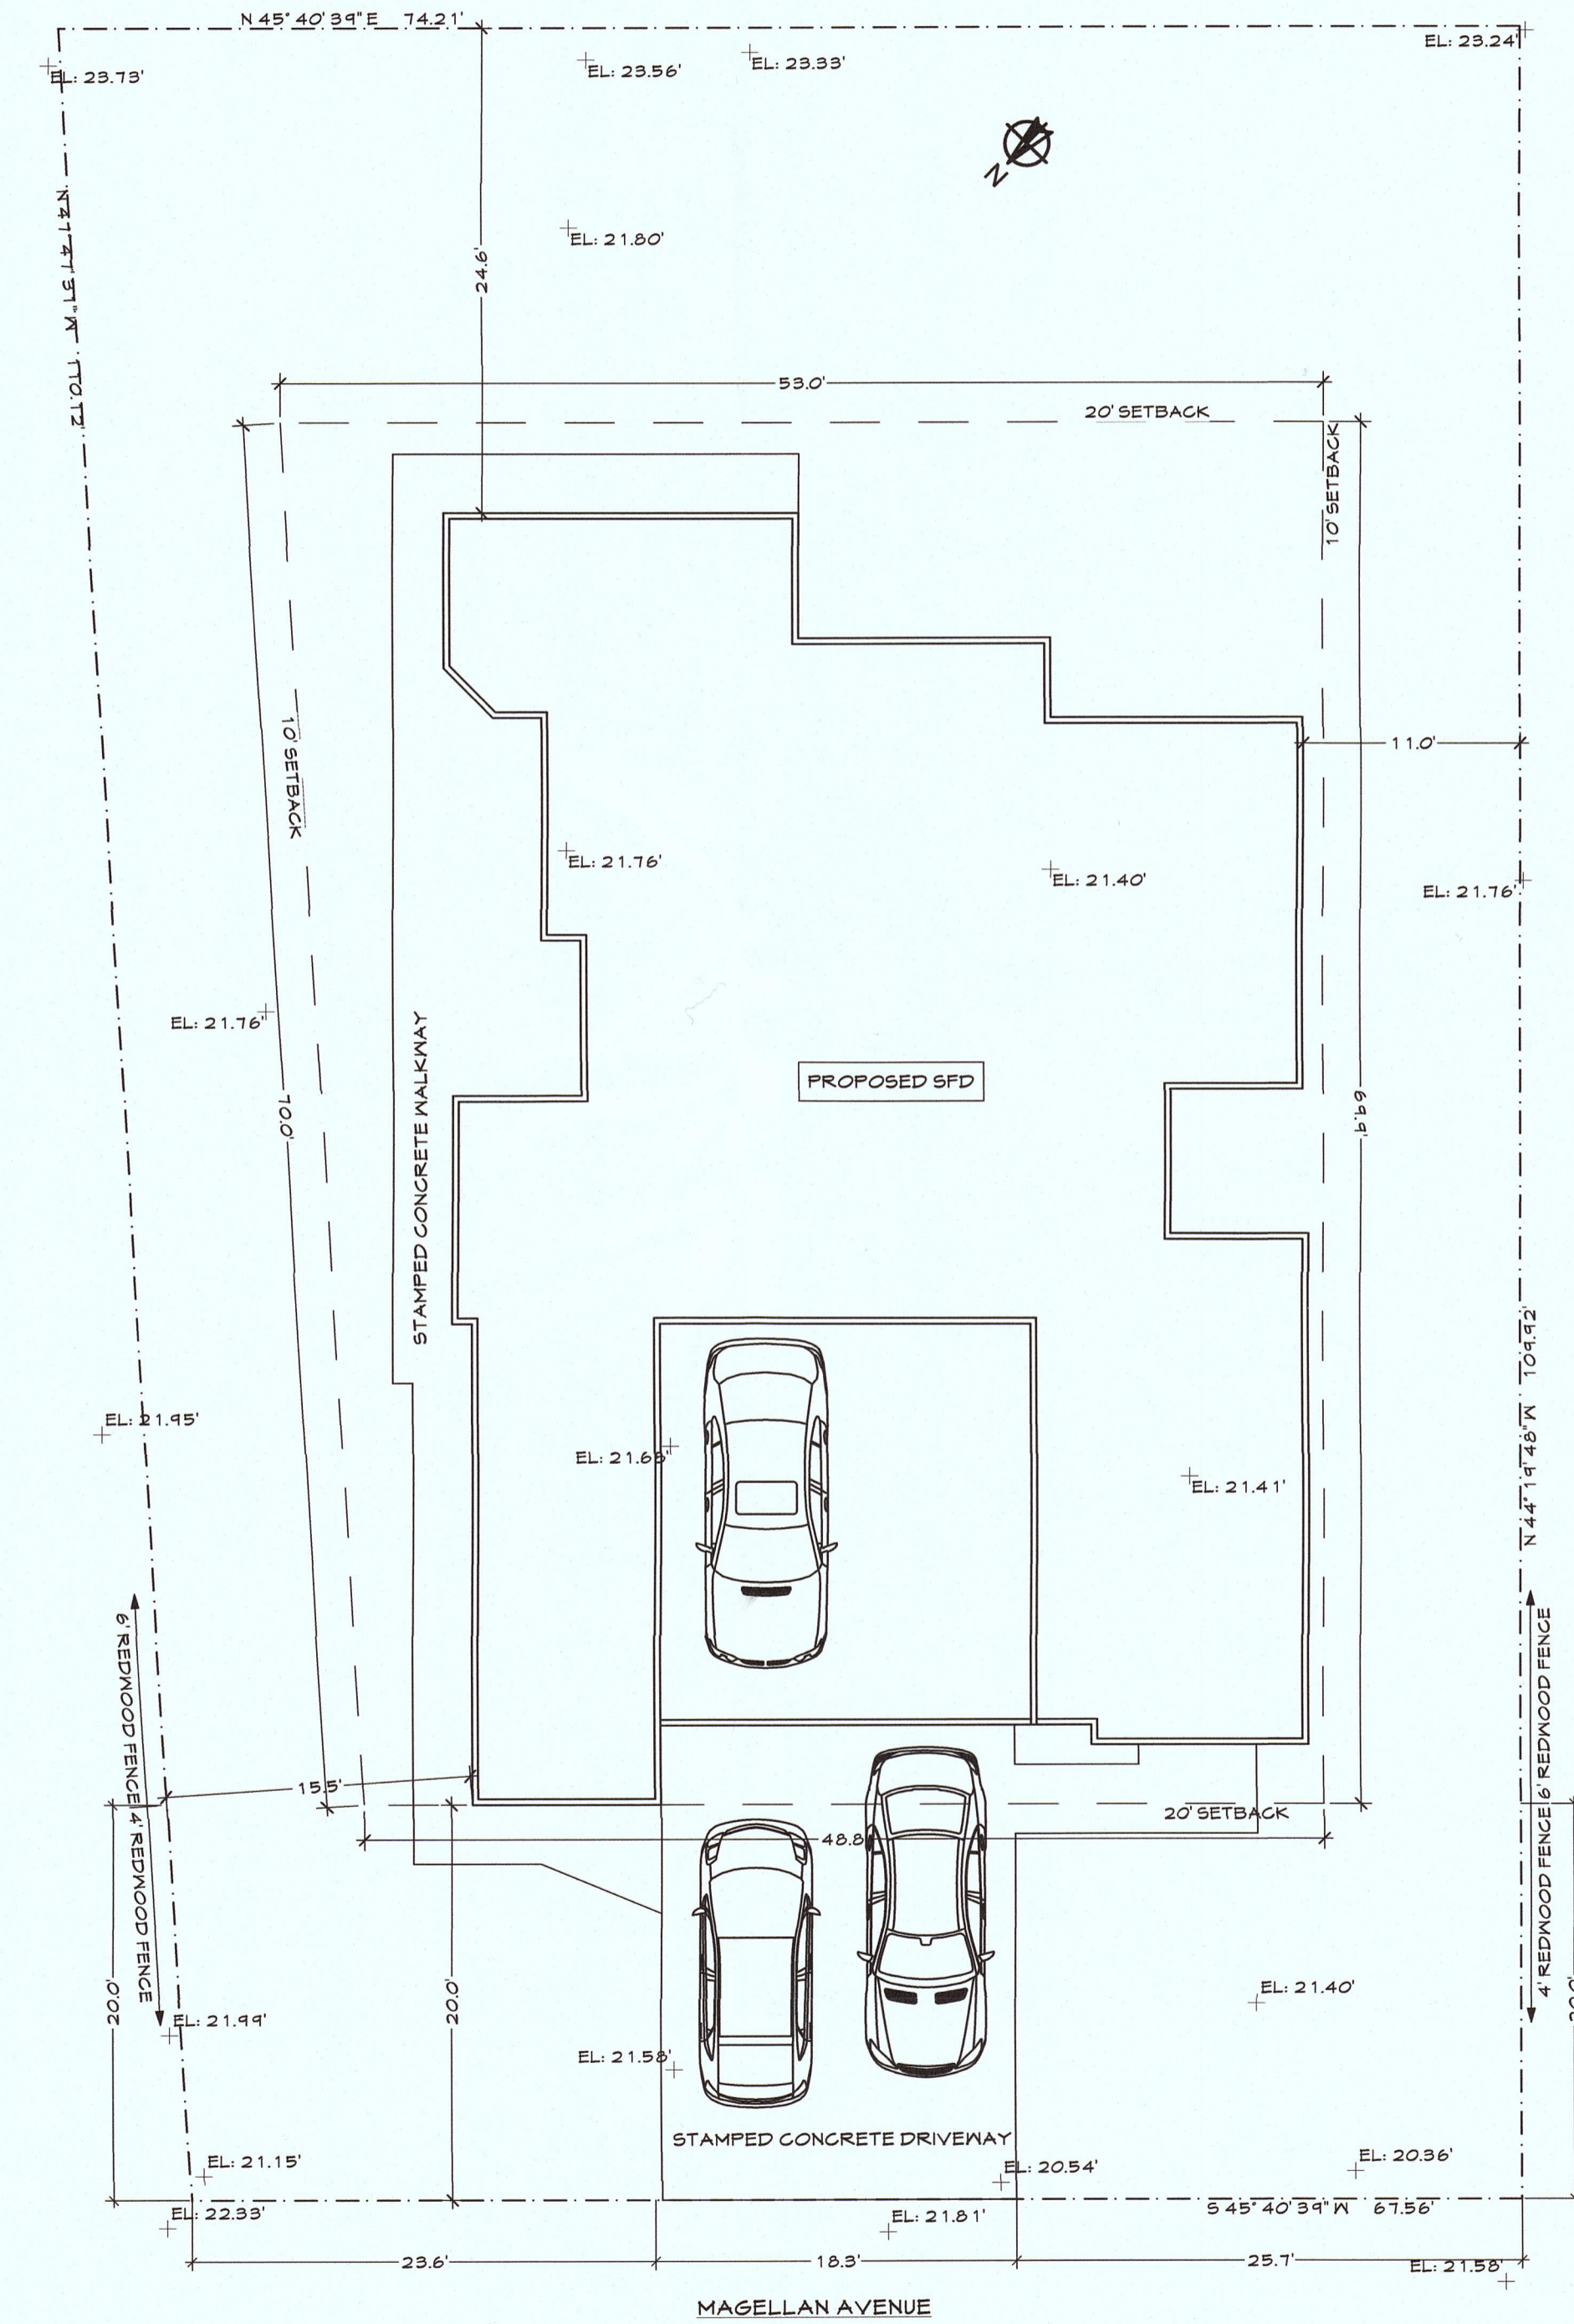 N 45° 40' 39" E 74.21'
EL: 23.73'
EL: 23.56'
EL: 23.33'
EL: 23.24'
N
EL: 21.80'
24.6'
53.0'
20' SETBACK
10' SETBACK
10' SETBACK
11.0'
EL: 21.76'
EL: 21.40'
EL: 21.76'
EL: 21.76'
STAMPED CONCRETE WALKWAY
PROPOSED SFD
70.0'
69.9'
N 44° 19' 48" W 109.92'
EL: 21.95'
EL: 21.41'
6' REDWOOD FENCE
4' REDWOOD FENCE
6' REDWOOD FENCE
4' REDWOOD FENCE
15.5'
20' SETBACK
48.8
20.0'
20.0'
EL: 21.99'
EL: 21.40'
EL: 21.58'
STAMPED CONCRETE DRIVEWAY
EL: 21.15'
EL: 20.54'
EL: 20.36'
EL: 22.33'
EL: 21.81'
S 45° 40' 39" W 67.56'
23.6'
18.3'
25.7'
EL: 21.58'
MAGELLAN AVENUE